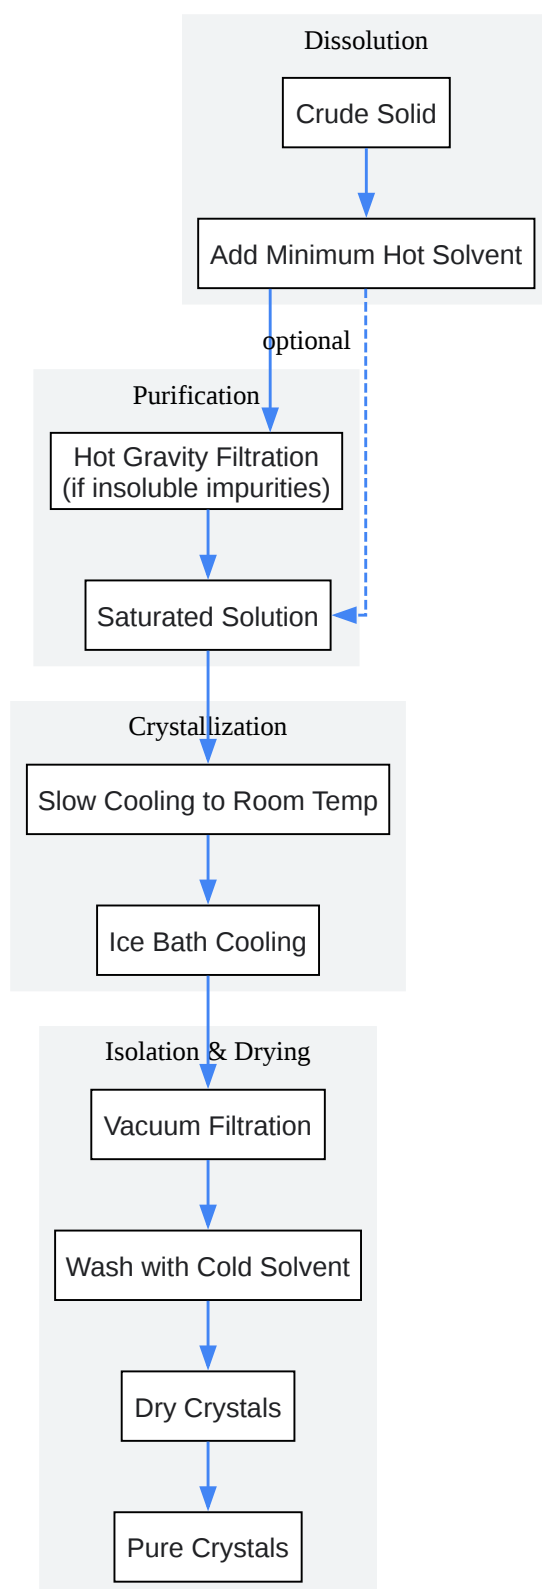 Dissolution
Crude Solid
Add Minimum Hot Solvent
optional
Purification
Hot Gravity Filtration
(if insoluble impurities)
Saturated Solution
Crystallization
Slow Cooling to Room Temp
Ice Bath Cooling
Isolation & Drying
Vacuum Filtration
Wash with Cold Solvent
Dry Crystals
Pure Crystals